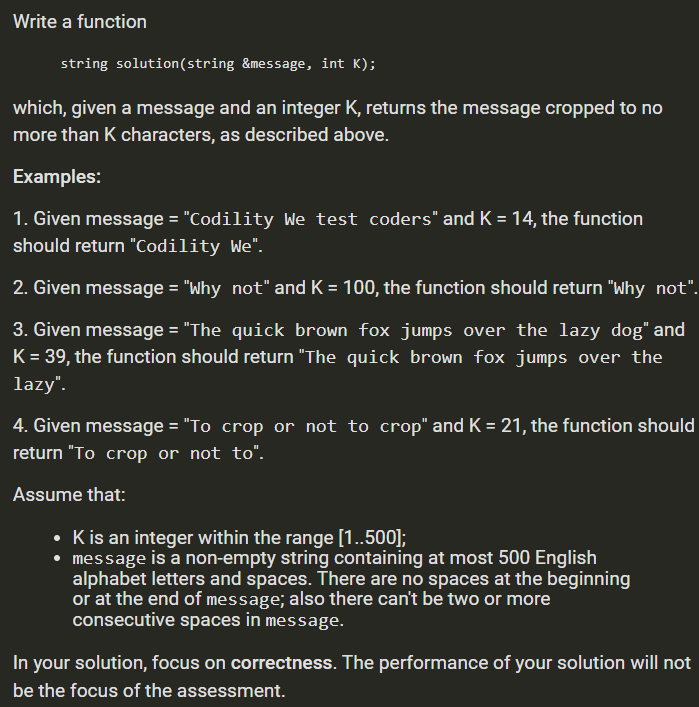 Write a function
string solution(string &message, int K);
which, given a message and an integer K, returns the message cropped to no
more than K characters, as described above.
Examples:
1. Given message = "Codility We test coders" and K = 14, the function
should return "Codility We".
2. Given message = "Why not" and K = 100, the function should return "Why not".
3. Given message = "The quick brown fox jumps over the lazy dog" and
K = 39, the function should return "The quick brown fox jumps over the
lazy".
4. Given message = "To crop or not to crop" and K = 21, the function should
return "To crop or not to".
Assume that:
• K is an integer within the range [1..500];
• message is a non-empty string containing at most 500 English
alphabet letters and spaces. There are no spaces at the beginning
or at the end of message; also there can't be two or more
consecutive spaces in message.
In your solution, focus on correctness. The performance of your solution will not
be the focus of the assessment.